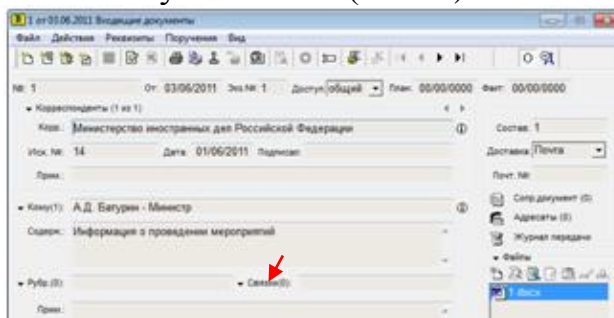 1 от 03.06.2011 Входящие документы
Файл Действия Реквизиты Поручения Вид
№: 1 От: 03/06/2011 Экз.№: 1 Доступ: общий План: 00/00/0000 Факт: 00/00/0000
Корреспонденты (1 из 1)
Корр.: Министерство иностранных дел Российской Федерации Состав: 1
Исх. №: 14 Дата: 01/06/2011 Подписал: Доставка: Почта
Прим.: Почт. №:
Кому(1): А.Д. Батурин - Министр Сопр.документ (0)
Содерж.: Информация о проведении мероприятий Адресаты (0)
Журнал передачи
Файлы
Рубр.(0): Связки(0): 1.docx
Прим.: